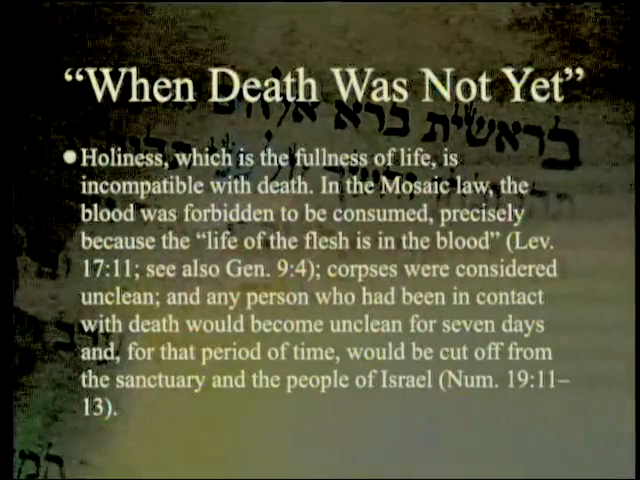 “When Death Was Not Yet”
בראשית ברא אלהים
Holiness, which is the fullness of life, is
incompatible with death. In the Mosaic law, the
blood was forbidden to be consumed, precisely
because the “life of the flesh is in the blood” (Lev.
17:11; see also Gen. 9:4); corpses were considered
unclean; and any person who had been in contact
with death would become unclean for seven days
and, for that period of time, would be cut off from
the sanctuary and the people of Israel (Num. 19:11–
13).